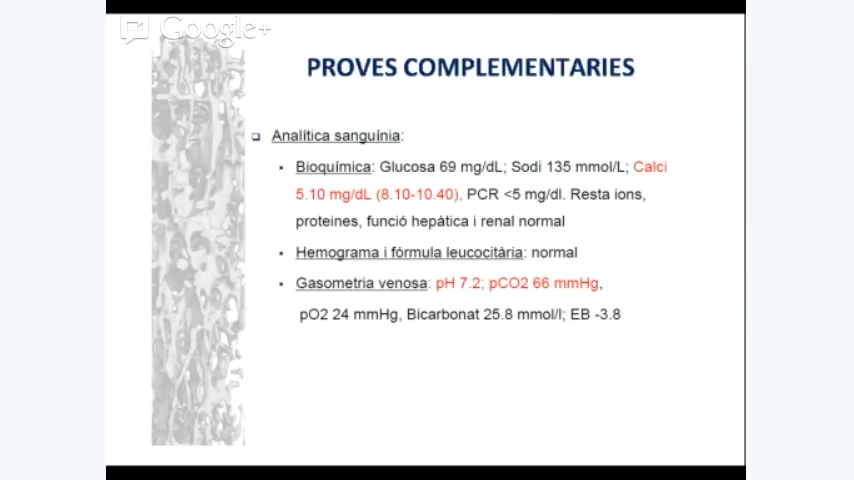 Google+
PROVES COMPLEMENTARIES
Analítica sanguínia:
Bioquímica: Glucosa 69 mg/dL; Sodi 135 mmol/L; Calci
5.10 mg/dL (8.10-10.40), PCR <5 mg/dl. Resta ions,
proteines, funció hepàtica i renal normal
Hemograma i fórmula leucocitària: normal
Gasometria venosa: pH 7.2; pCO2 66 mmHg,
pO2 24 mmHg, Bicarbonat 25.8 mmol/l; EB -3.8